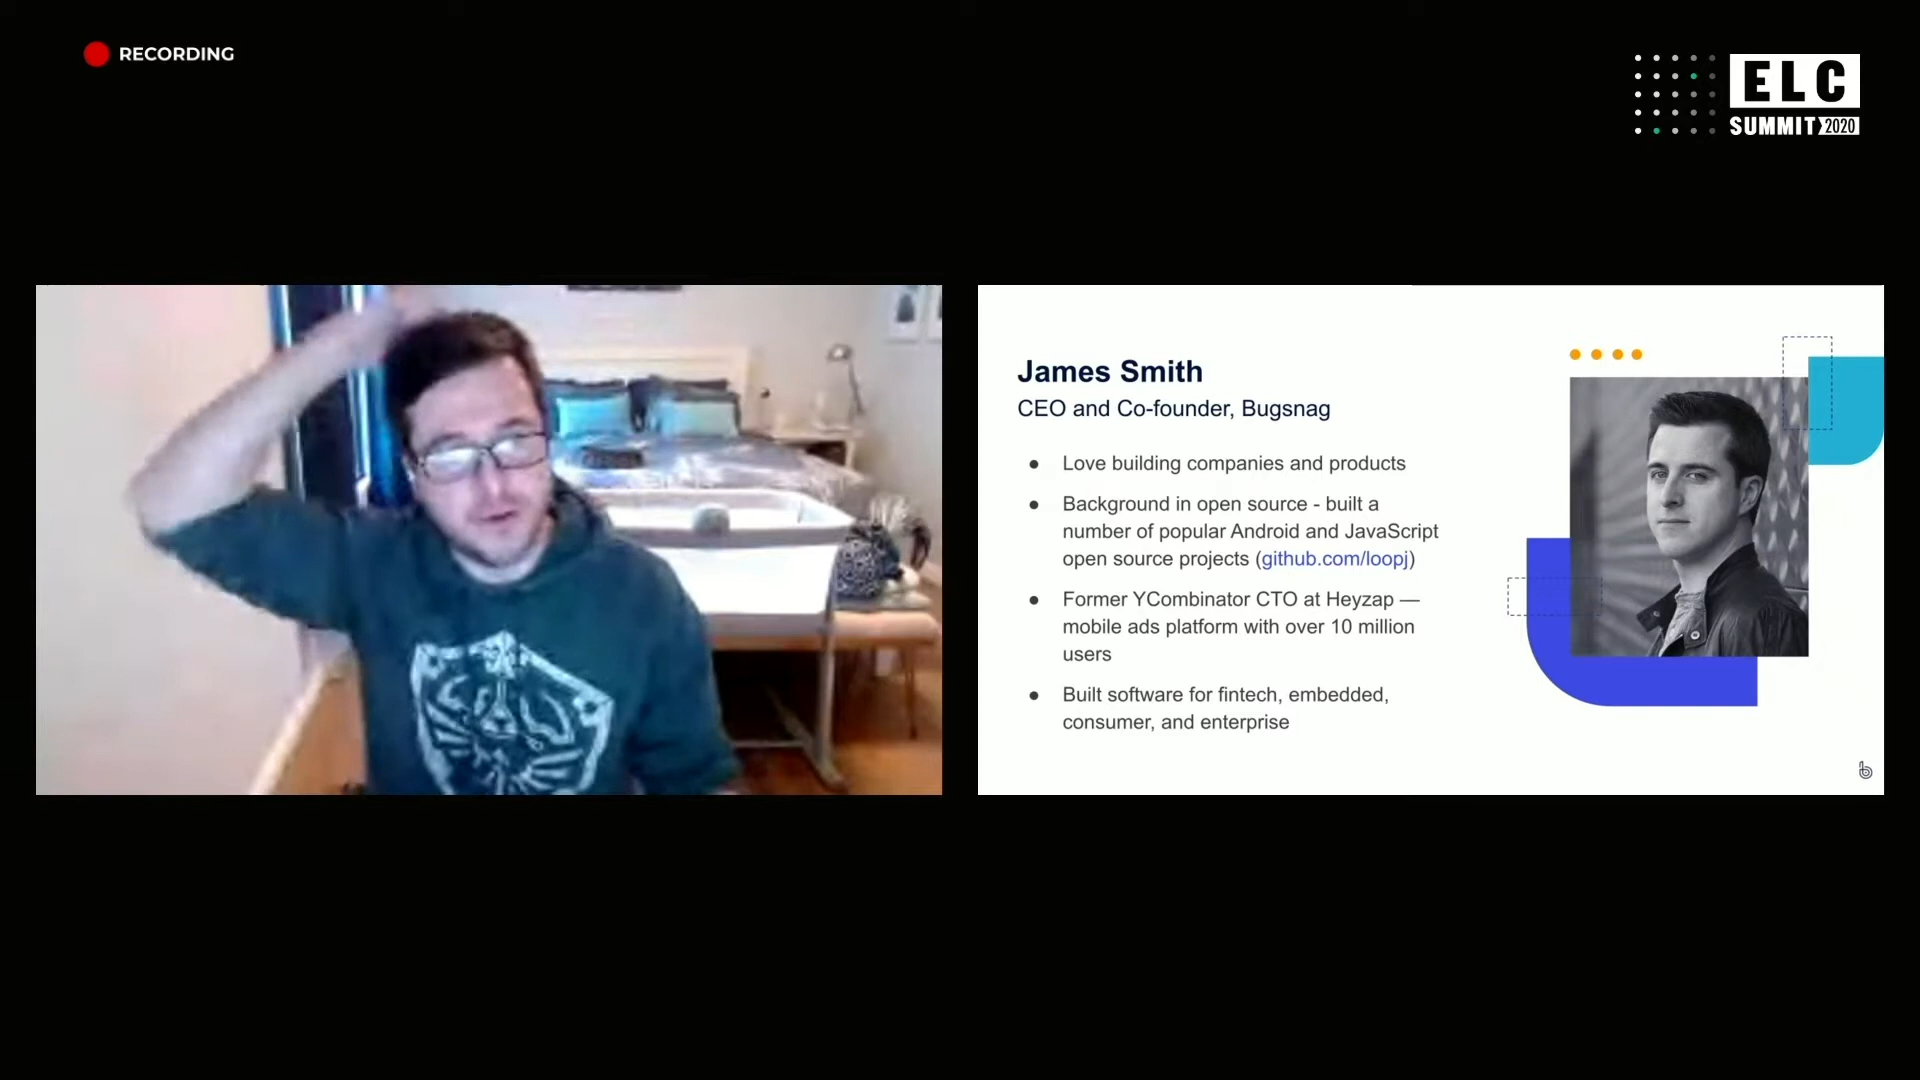 RECORDING
ELC
SUMMIT 2020
James Smith
CEO and Co-founder, Bugsnag
● Love building companies and products
● Background in open source - built a
number of popular Android and JavaScript
open source projects (github.com/loopj)
● Former YCombinator CTO at Heyzap —
mobile ads platform with over 10 million
users
● Built software for fintech, embedded,
consumer, and enterprise